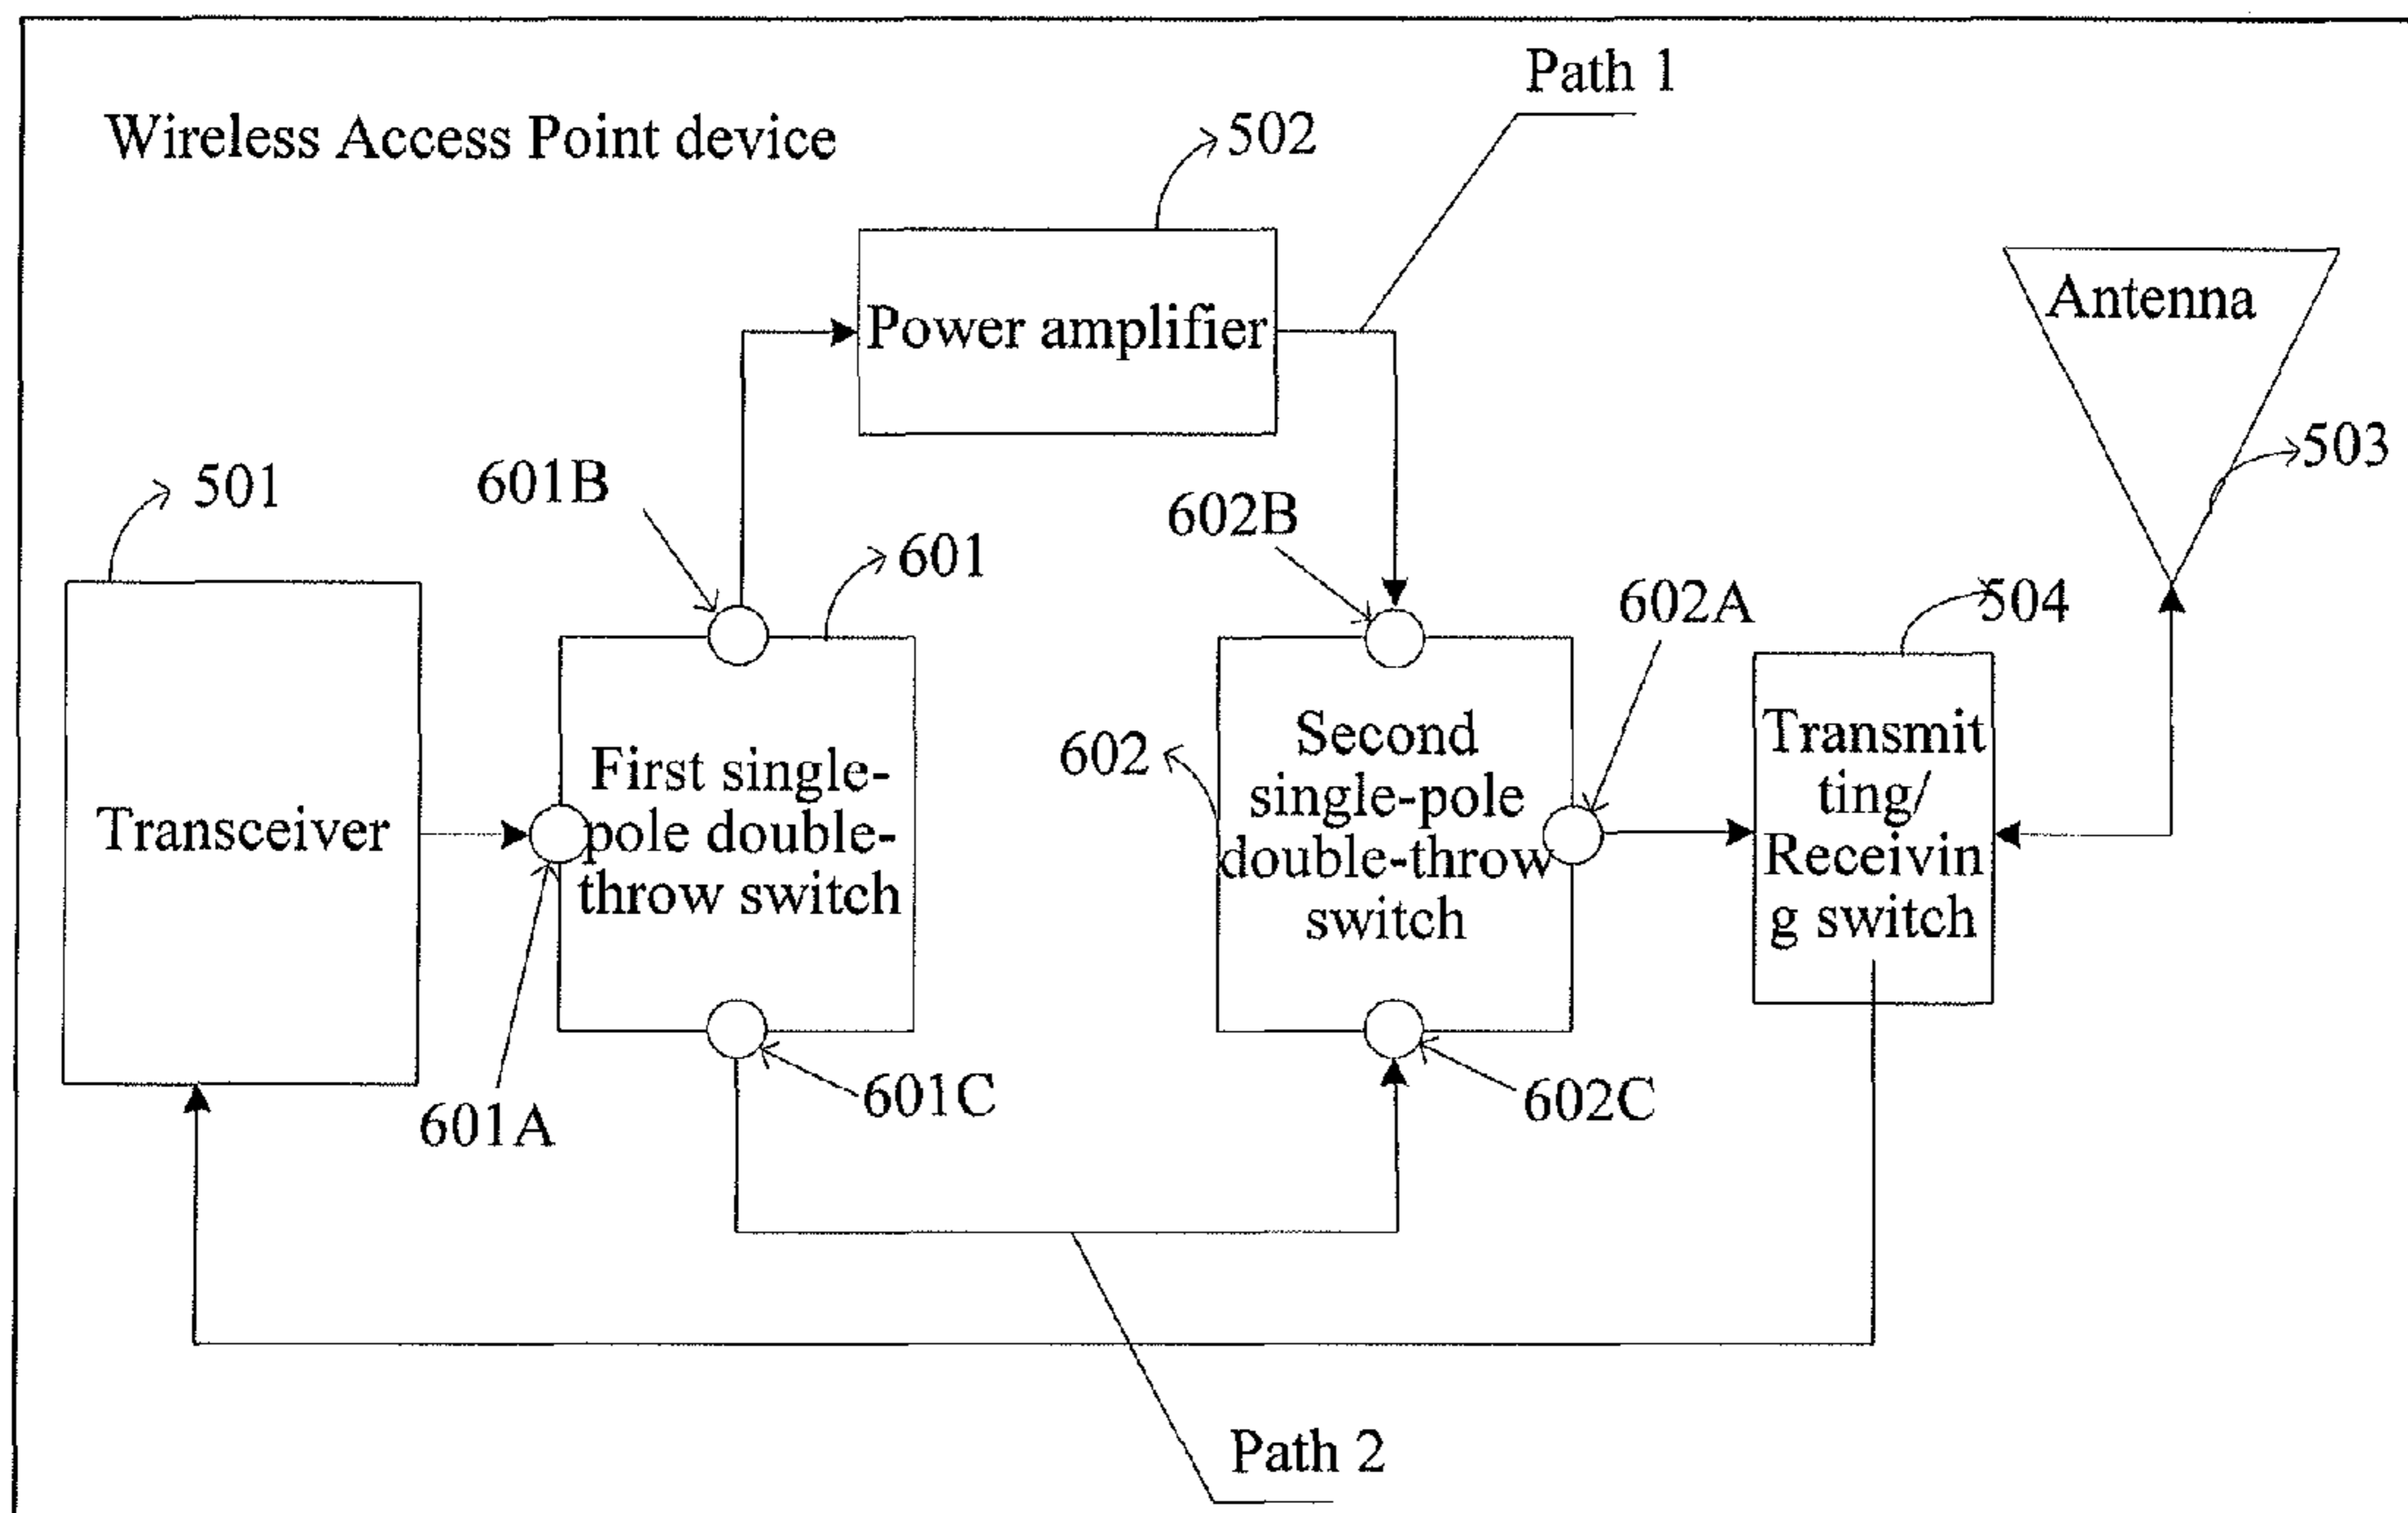 Path 1
Wireless Access Point device
502
Power amplifier
Antenna
503
501
601B
601
602B
602A
504
Transceiver
First single-
pole double-
throw switch
602
Second
single-pole
double-throw
switch
Transmit
ting/
Receivin
g switch
601A
601C
602C
Path 2